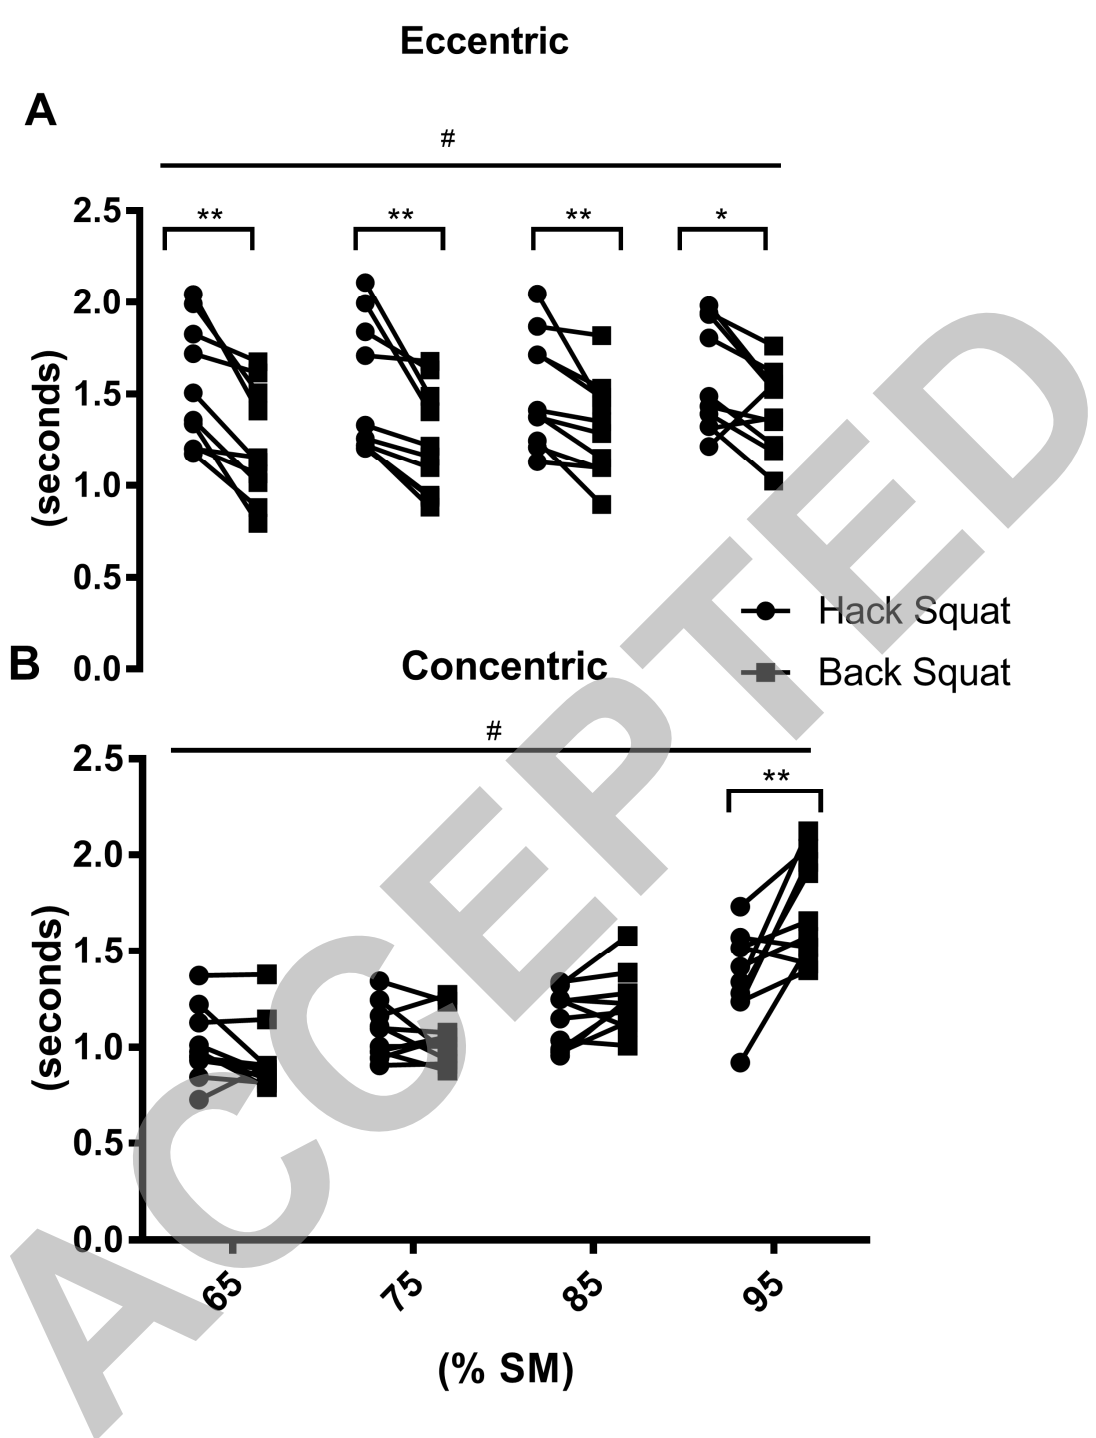 Eccentric
A
#
** ** ** *
2.5
2.0
1.5
1.0
0.5
0.0
(seconds)
Hack Squat
Back Squat
B
Concentric
#
**
2.5
2.0
1.5
1.0
0.5
0.0
(seconds)
65 75 85 95
(% SM)
ACCEPTED